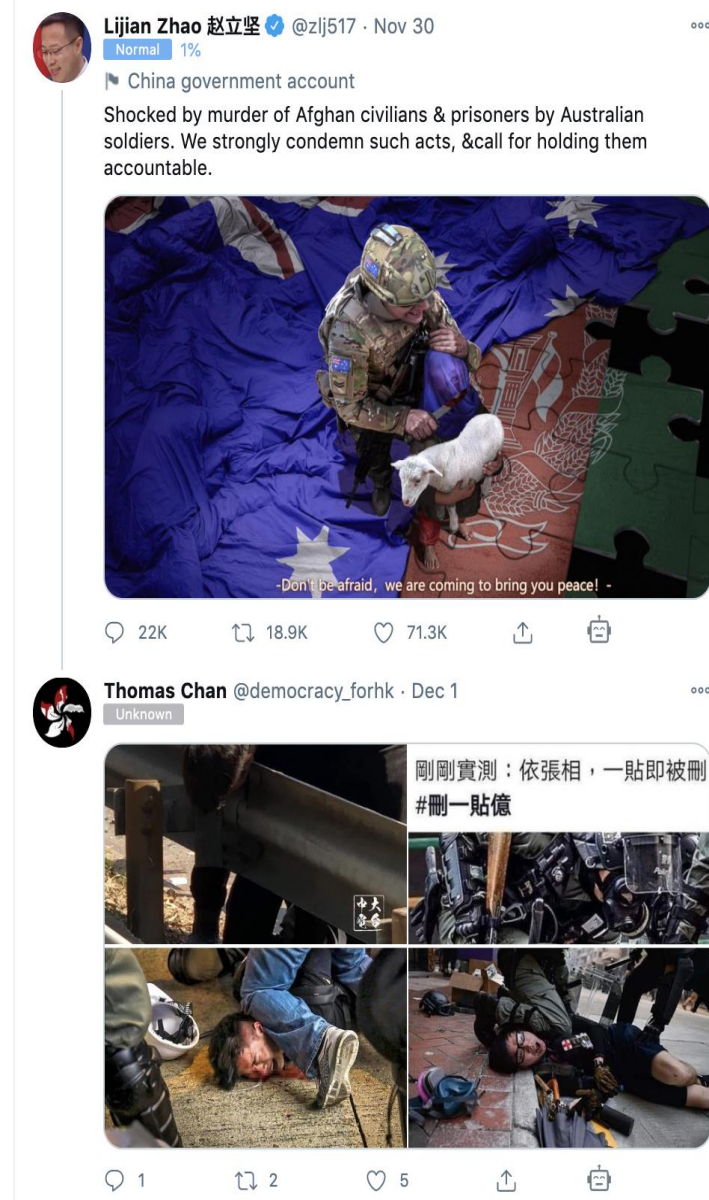 Lijian Zhao 赵立坚 @zlj517 · Nov 30
Normal 1%
China government account
Shocked by murder of Afghan civilians & prisoners by Australian
soldiers. We strongly condemn such acts, &call for holding them
accountable.
-Don't be afraid, we are coming to bring you peace! -
22K 18.9K 71.3K
Thomas Chan @democracy_forhk · Dec 1
Unknown
剛剛實測：依張相，一貼即被刪
#刪一貼億
1 2 5